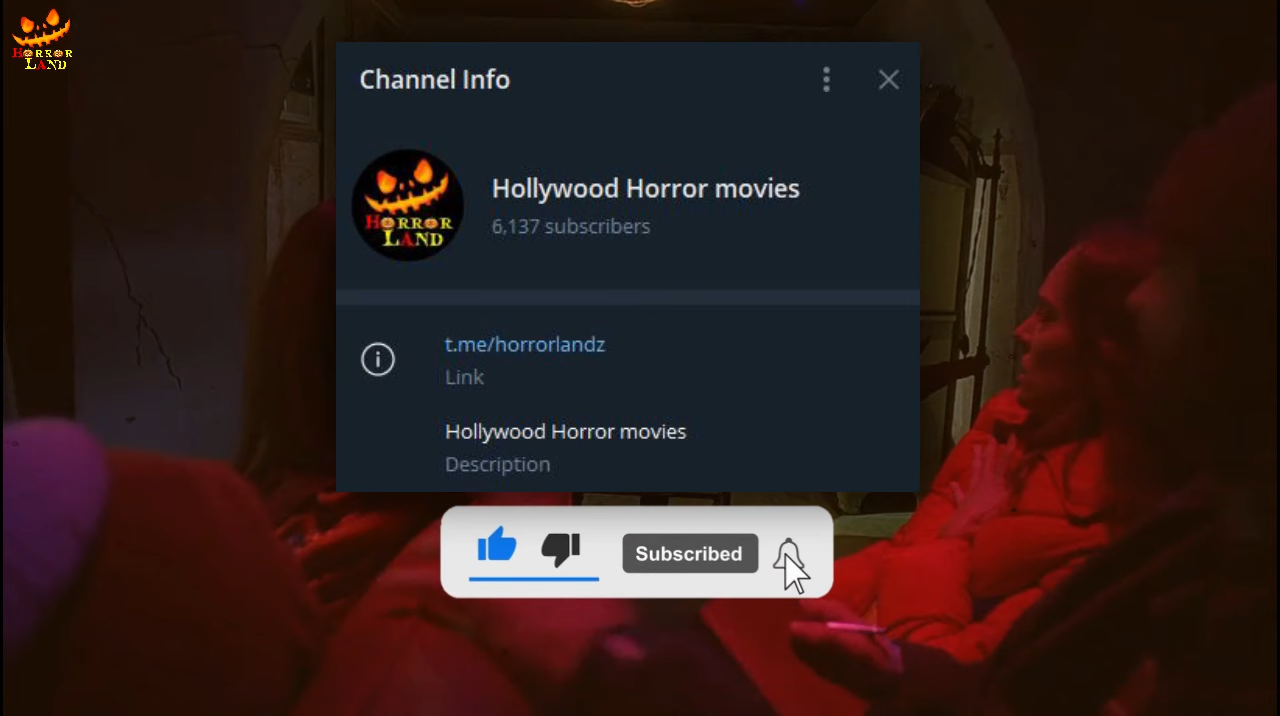 HORROR
LAND
Channel Info
HORROR
LAND
Hollywood Horror movies
6,137 subscribers
t.me/horrorlandz
Link
Hollywood Horror movies
Description
Subscribed